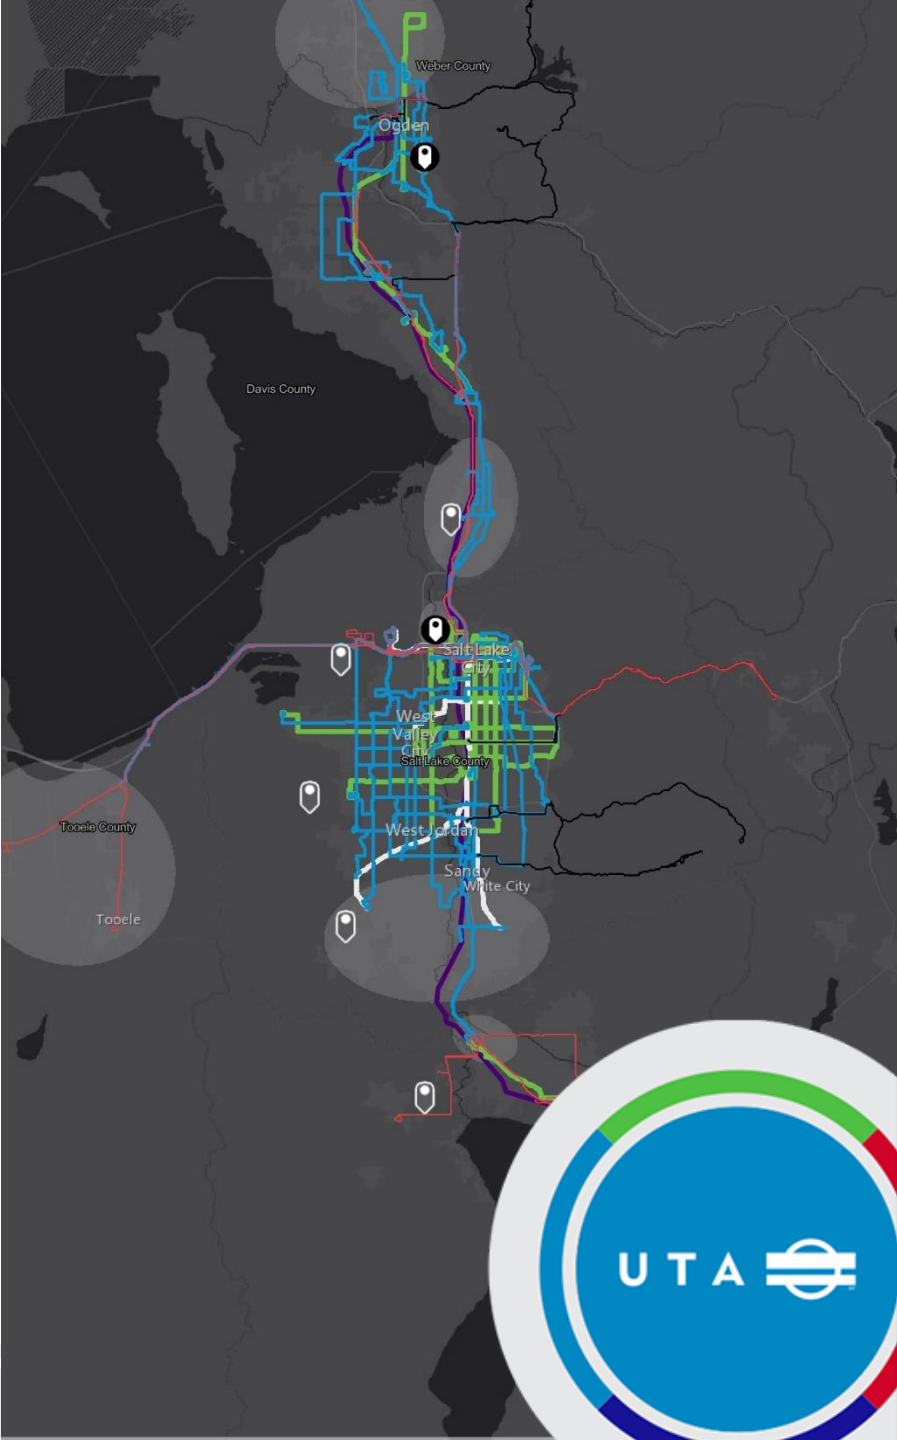 Weber County
Ogden
Davis County
Salt Lake
City
West
Valley
City
Salt Lake County
Tooele County
West Jordan
Sandy
White City
Tooele
UTA